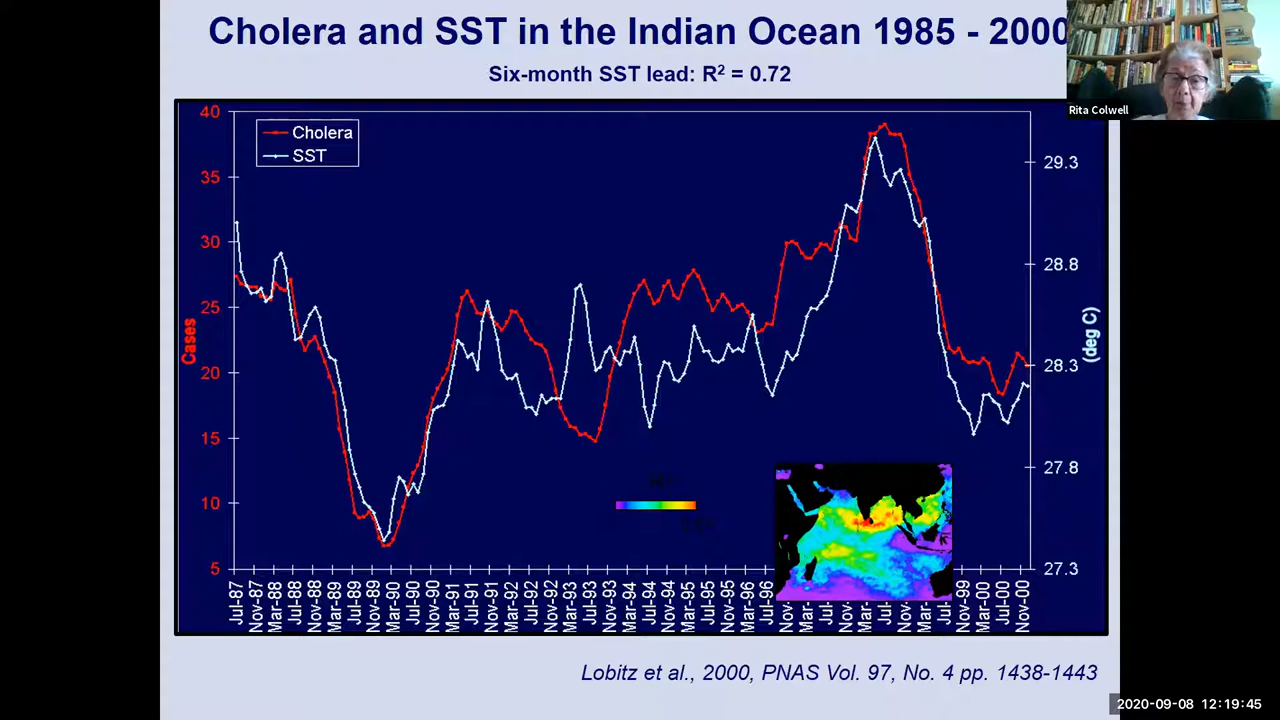 Cholera and SST in the Indian Ocean 1985 - 2000
Six-month SST lead: R² = 0.72
Rita Colwell
40
35
30
25
20
15
10
5
Cases
Cholera
SST
29.3
28.8
28.3
27.8
27.3
(deg C)
Jul-87
Nov-87
Mar-88
Jul-88
Nov-88
Mar-89
Jul-89
Nov-89
Mar-90
Jul-90
Nov-90
Mar-91
Jul-91
Nov-91
Mar-92
Jul-92
Nov-92
Mar-93
Jul-93
Nov-93
Mar-94
Jul-94
Nov-94
Mar-95
Jul-95
Nov-95
Mar-96
Jul-96
Nov-
Mar-
Jul-
Nov-
Mar-
Jul-
Nov-
Mar-
Jul-
Nov-99
Mar-00
Jul-00
Nov-00
Lobitz et al., 2000, PNAS Vol. 97, No. 4 pp. 1438-1443
2020-09-08 12:19:45